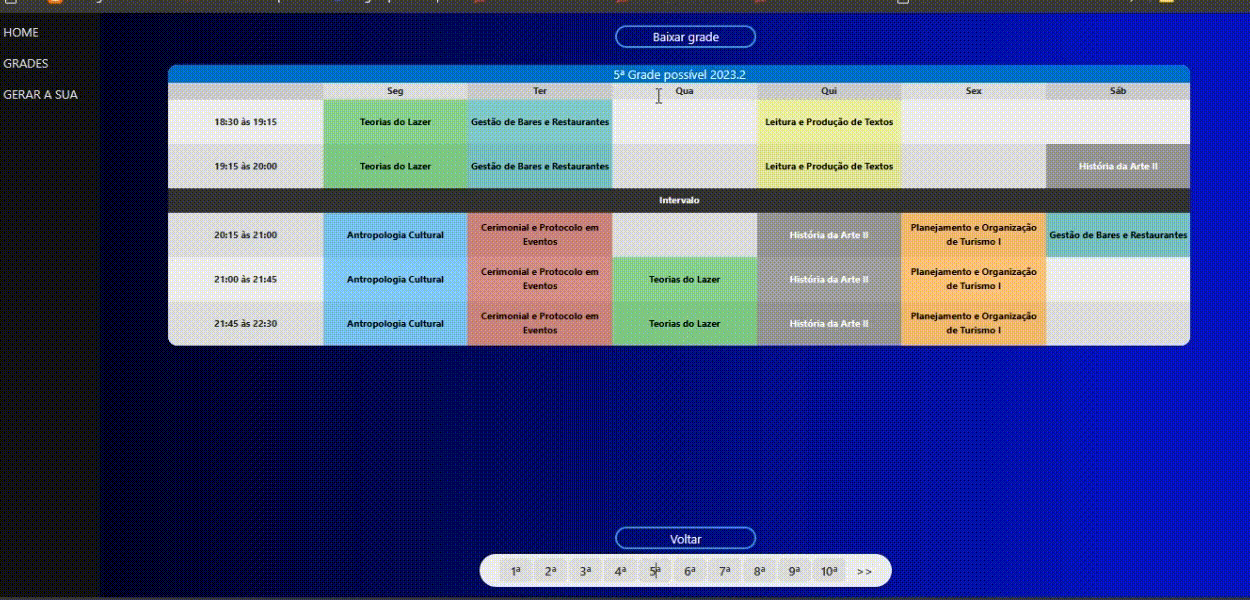 HOME
GRADES
GERAR A SUA
Baixar grade
5ª Grade possível 2023.2
Seg Ter Qua Qui Sex Sáb
18:30 às 19:15 Teorias do Lazer Gestão de Bares e Restaurantes Leitura e Produção de Textos
19:15 às 20:00 Teorias do Lazer Gestão de Bares e Restaurantes Leitura e Produção de Textos História da Arte II
Intervalo
20:15 às 21:00 Antropologia Cultural Cerimonial e Protocolo em Eventos História da Arte II Planejamento e Organização de Turismo I Gestão de Bares e Restaurantes
21:00 às 21:45 Antropologia Cultural Cerimonial e Protocolo em Eventos Teorias do Lazer História da Arte II Planejamento e Organização de Turismo I
21:45 às 22:30 Antropologia Cultural Cerimonial e Protocolo em Eventos Teorias do Lazer História da Arte II Planejamento e Organização de Turismo I
Voltar
1ª 2ª 3ª 4ª 5ª 6ª 7ª 8ª 9ª 10ª >>